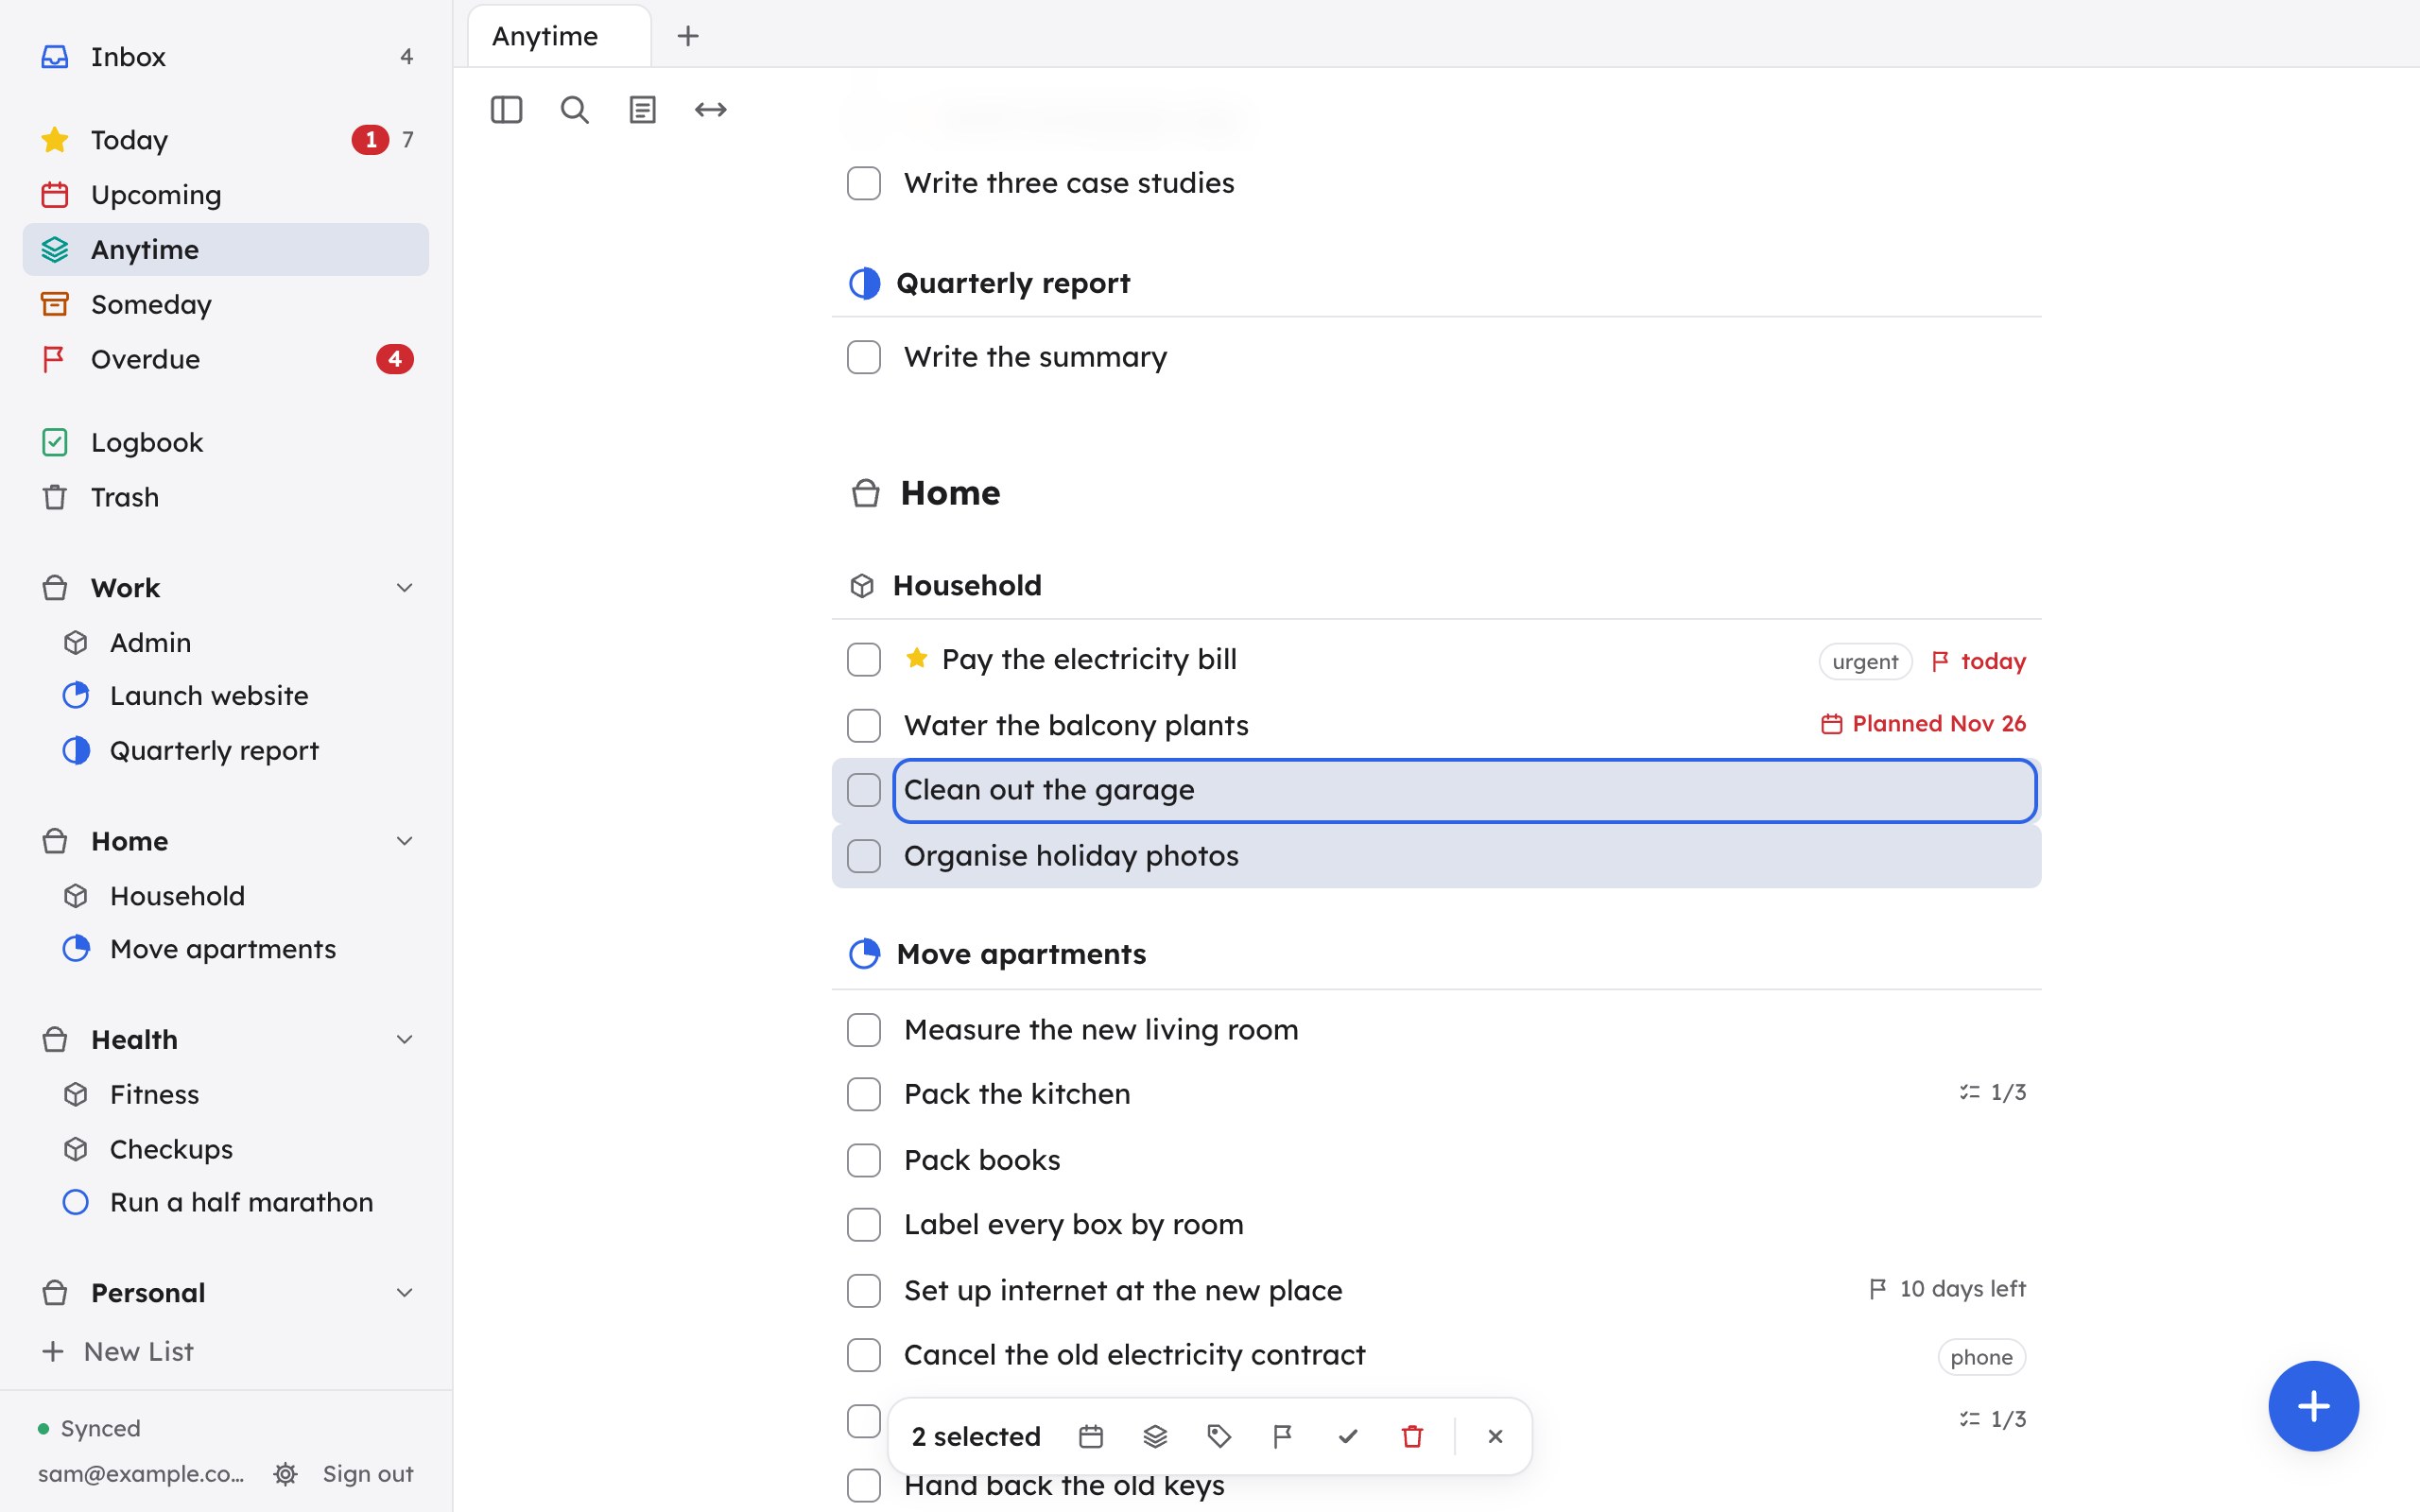 Inbox 4
Today 1 7
Upcoming
Anytime
Someday
Overdue 4
Logbook
Trash
Work
Admin
Launch website
Quarterly report
Home
Household
Move apartments
Health
Fitness
Checkups
Run a half marathon
Personal
New List
Synced
sam@example.co... Sign out
Anytime
Write three case studies
Quarterly report
Write the summary
Home
Household
Pay the electricity bill urgent today
Water the balcony plants Planned Nov 26
Clean out the garage
Organise holiday photos
Move apartments
Measure the new living room
Pack the kitchen 1/3
Pack books
Label every box by room
Set up internet at the new place 10 days left
Cancel the old electricity contract phone
1/3
2 selected
Hand back the old keys